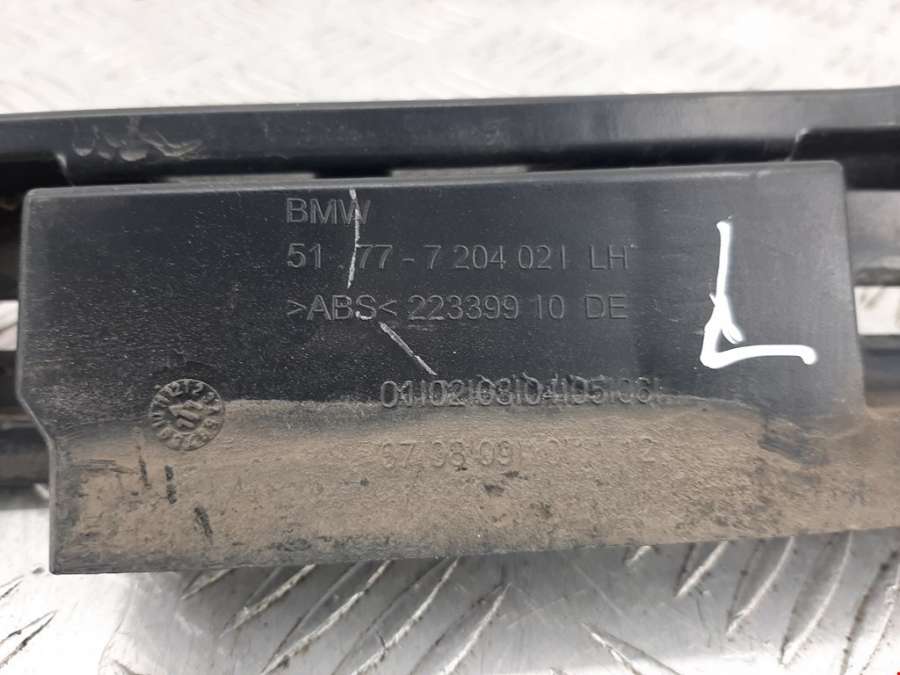 BMW
51 77 - 7 204 021 LH
>ABS< 223399 10 DE
L
01|02|03|04|05|06|